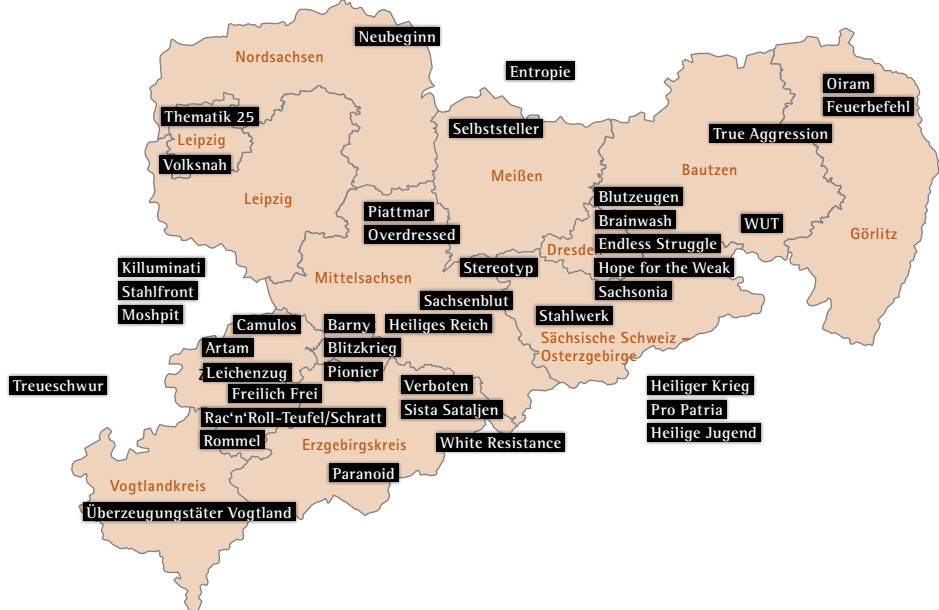 Neubeginn
Nordsachsen
Entropie
Oiram
Feuerbefehl
Thematik 25
Selbststeller
True Aggression
Leipzig
Volksnah
Meißen
Bautzen
Leipzig
Blutzeugen
Piattmar
Brainwash
WUT
Overdressed
Endless Struggle
Görlitz
Dresden
Killuminati
Stereotyp
Hope for the Weak
Mittelsachsen
Stahlfront
Sachsonia
Sachsenblut
Moshpit
Stahlwerk
Camulos
Barny
Heiliges Reich
Sächsische Schweiz –
Osterzgebirge
Artam
Blitzkrieg
Leichenzug
Pionier
Treueschwur
Verboten
Heiliger Krieg
Freilich Frei
Sista Sataljen
Pro Patria
Rac‘n‘Roll-Teufel/Schratt
Heilige Jugend
Rommel
Erzgebirgskreis
White Resistance
Paranoid
Vogtlandkreis
Überzeugungstäter Vogtland